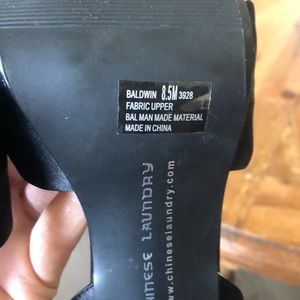 BALDWIN 8.5M 3928
FABRIC UPPER
BAL MAN MADE MATERIAL
MADE IN CHINA
CHINESE LAUNDRY
www.chineselaundry.com